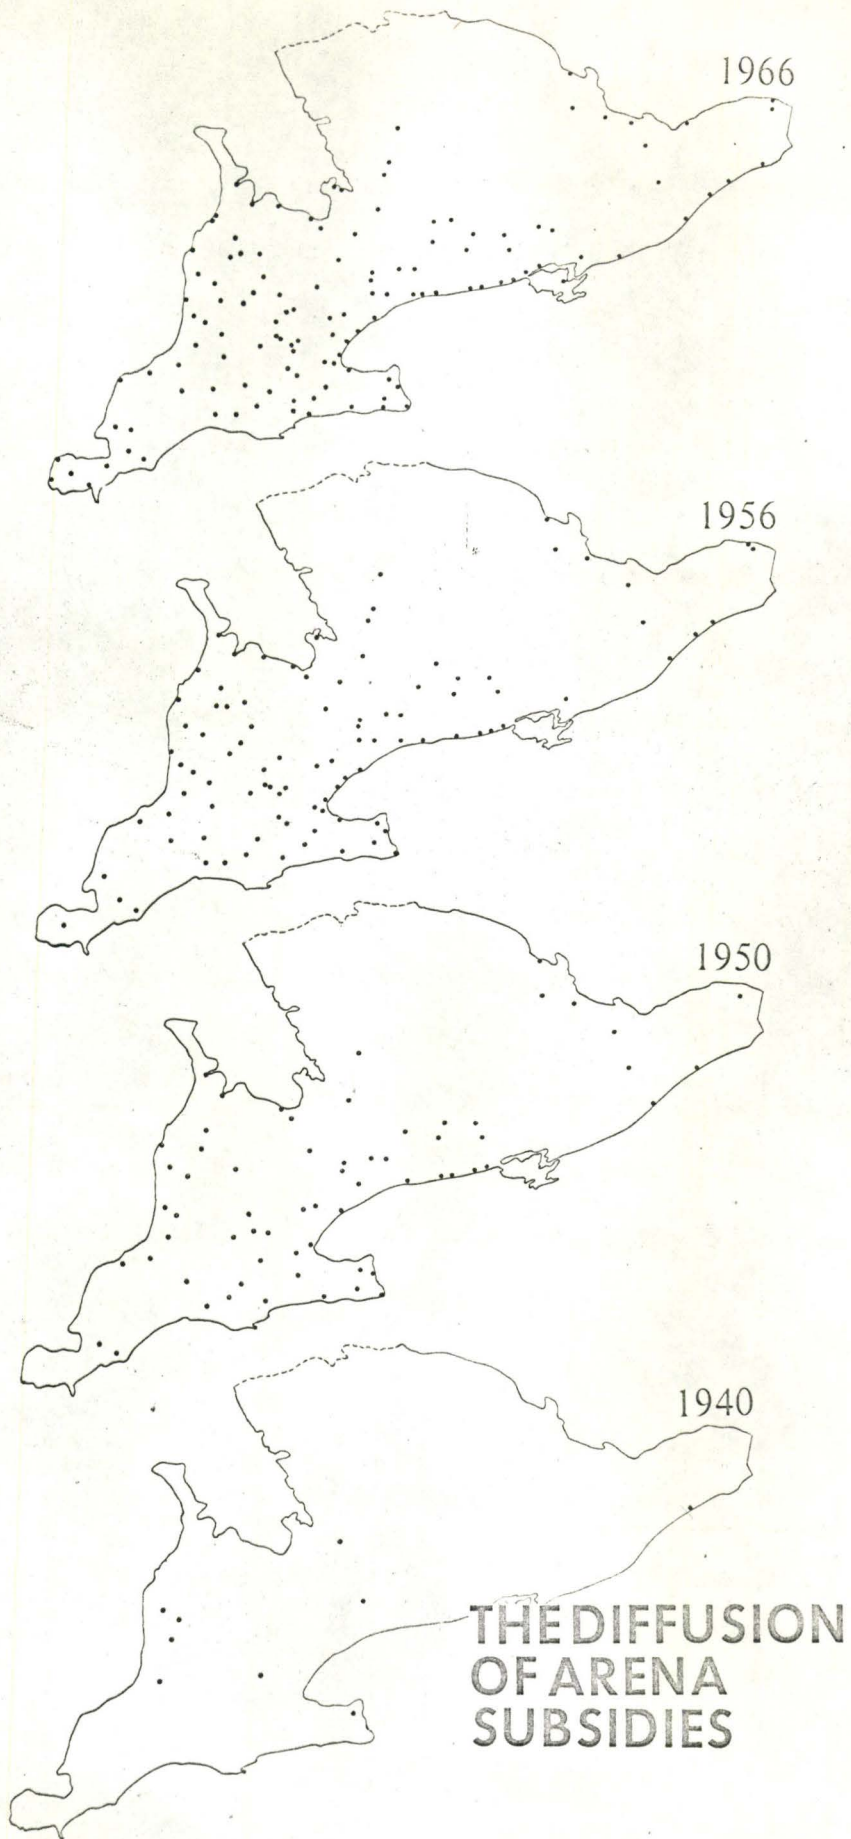 1966
1956
1950
1940
THE DIFFUSION
OF ARENA
SUBSIDIES